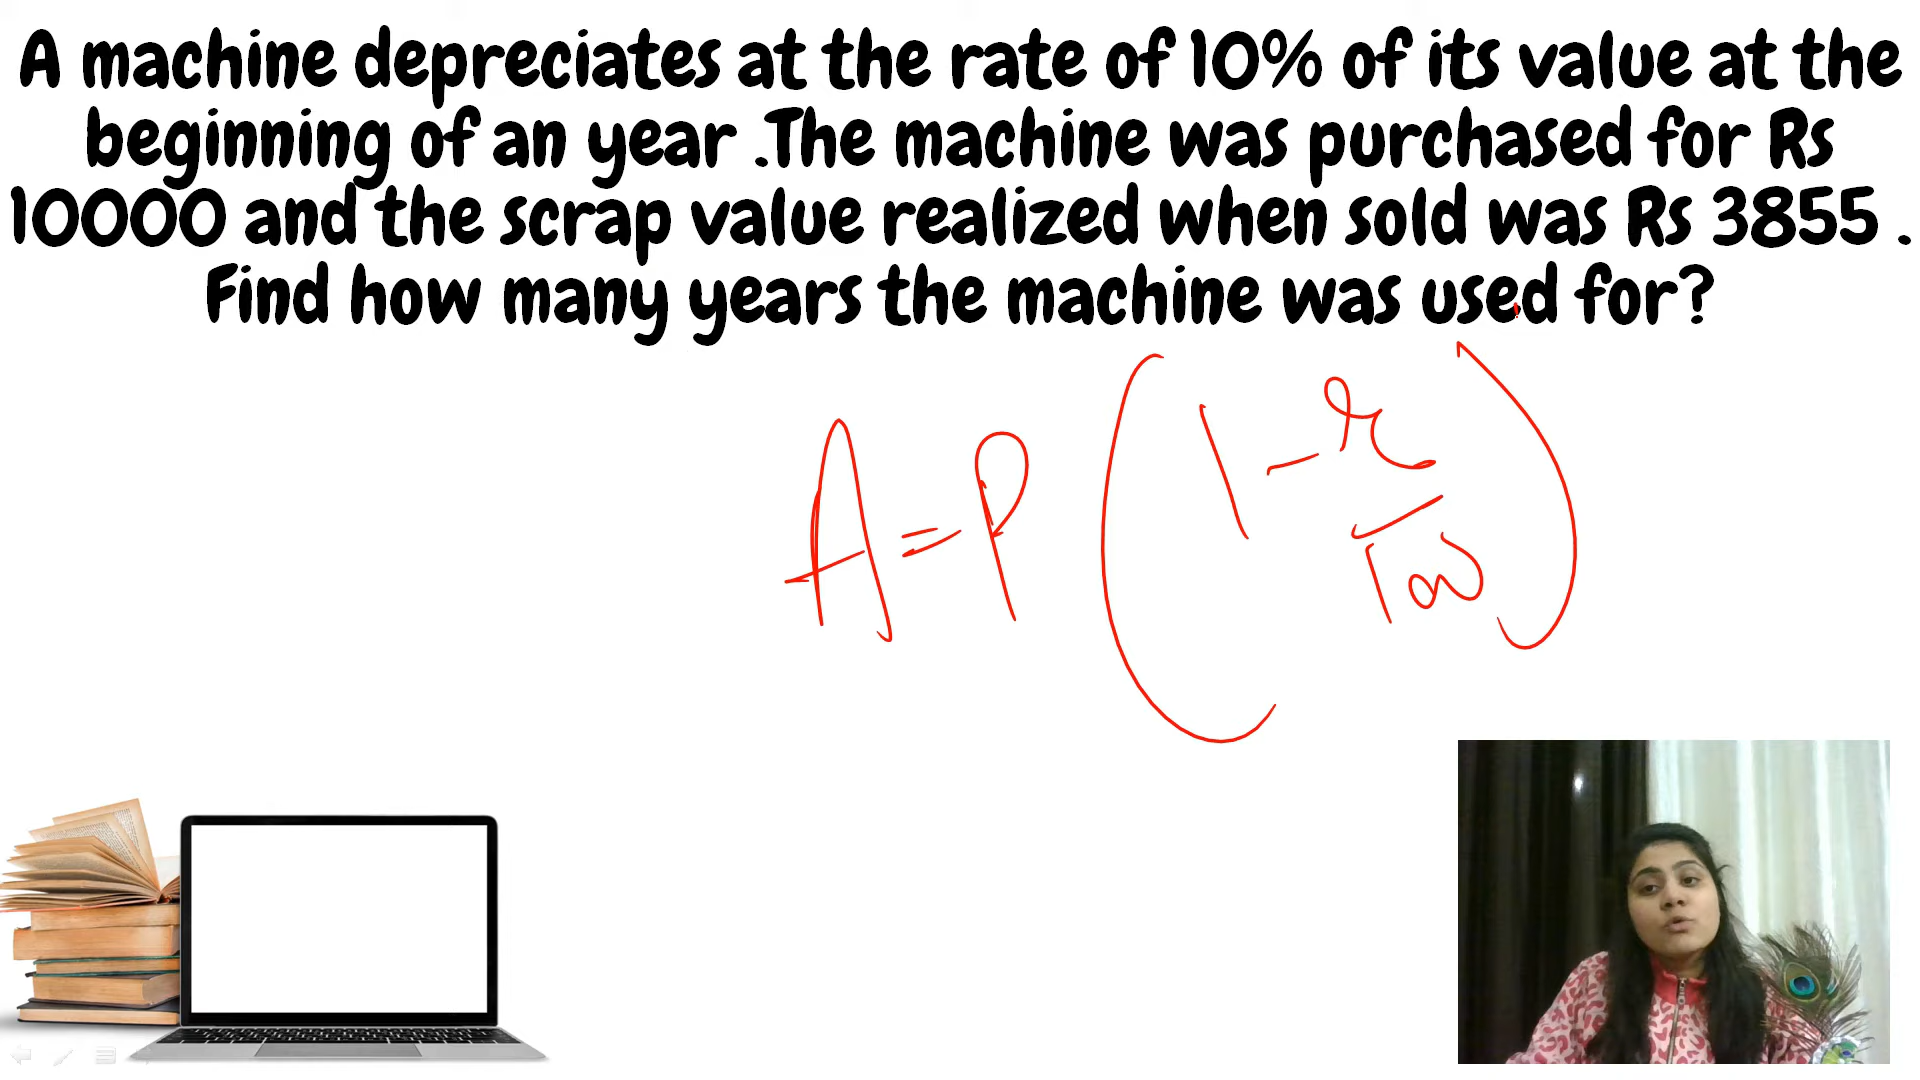 A machine depreciates at the rate of 10% of its value at the
beginning of an year .The machine was purchased for Rs
10000 and the scrap value realized when sold was Rs 3855 .
Find how many years the machine was used for?
A = P ( 1 - r/100 )